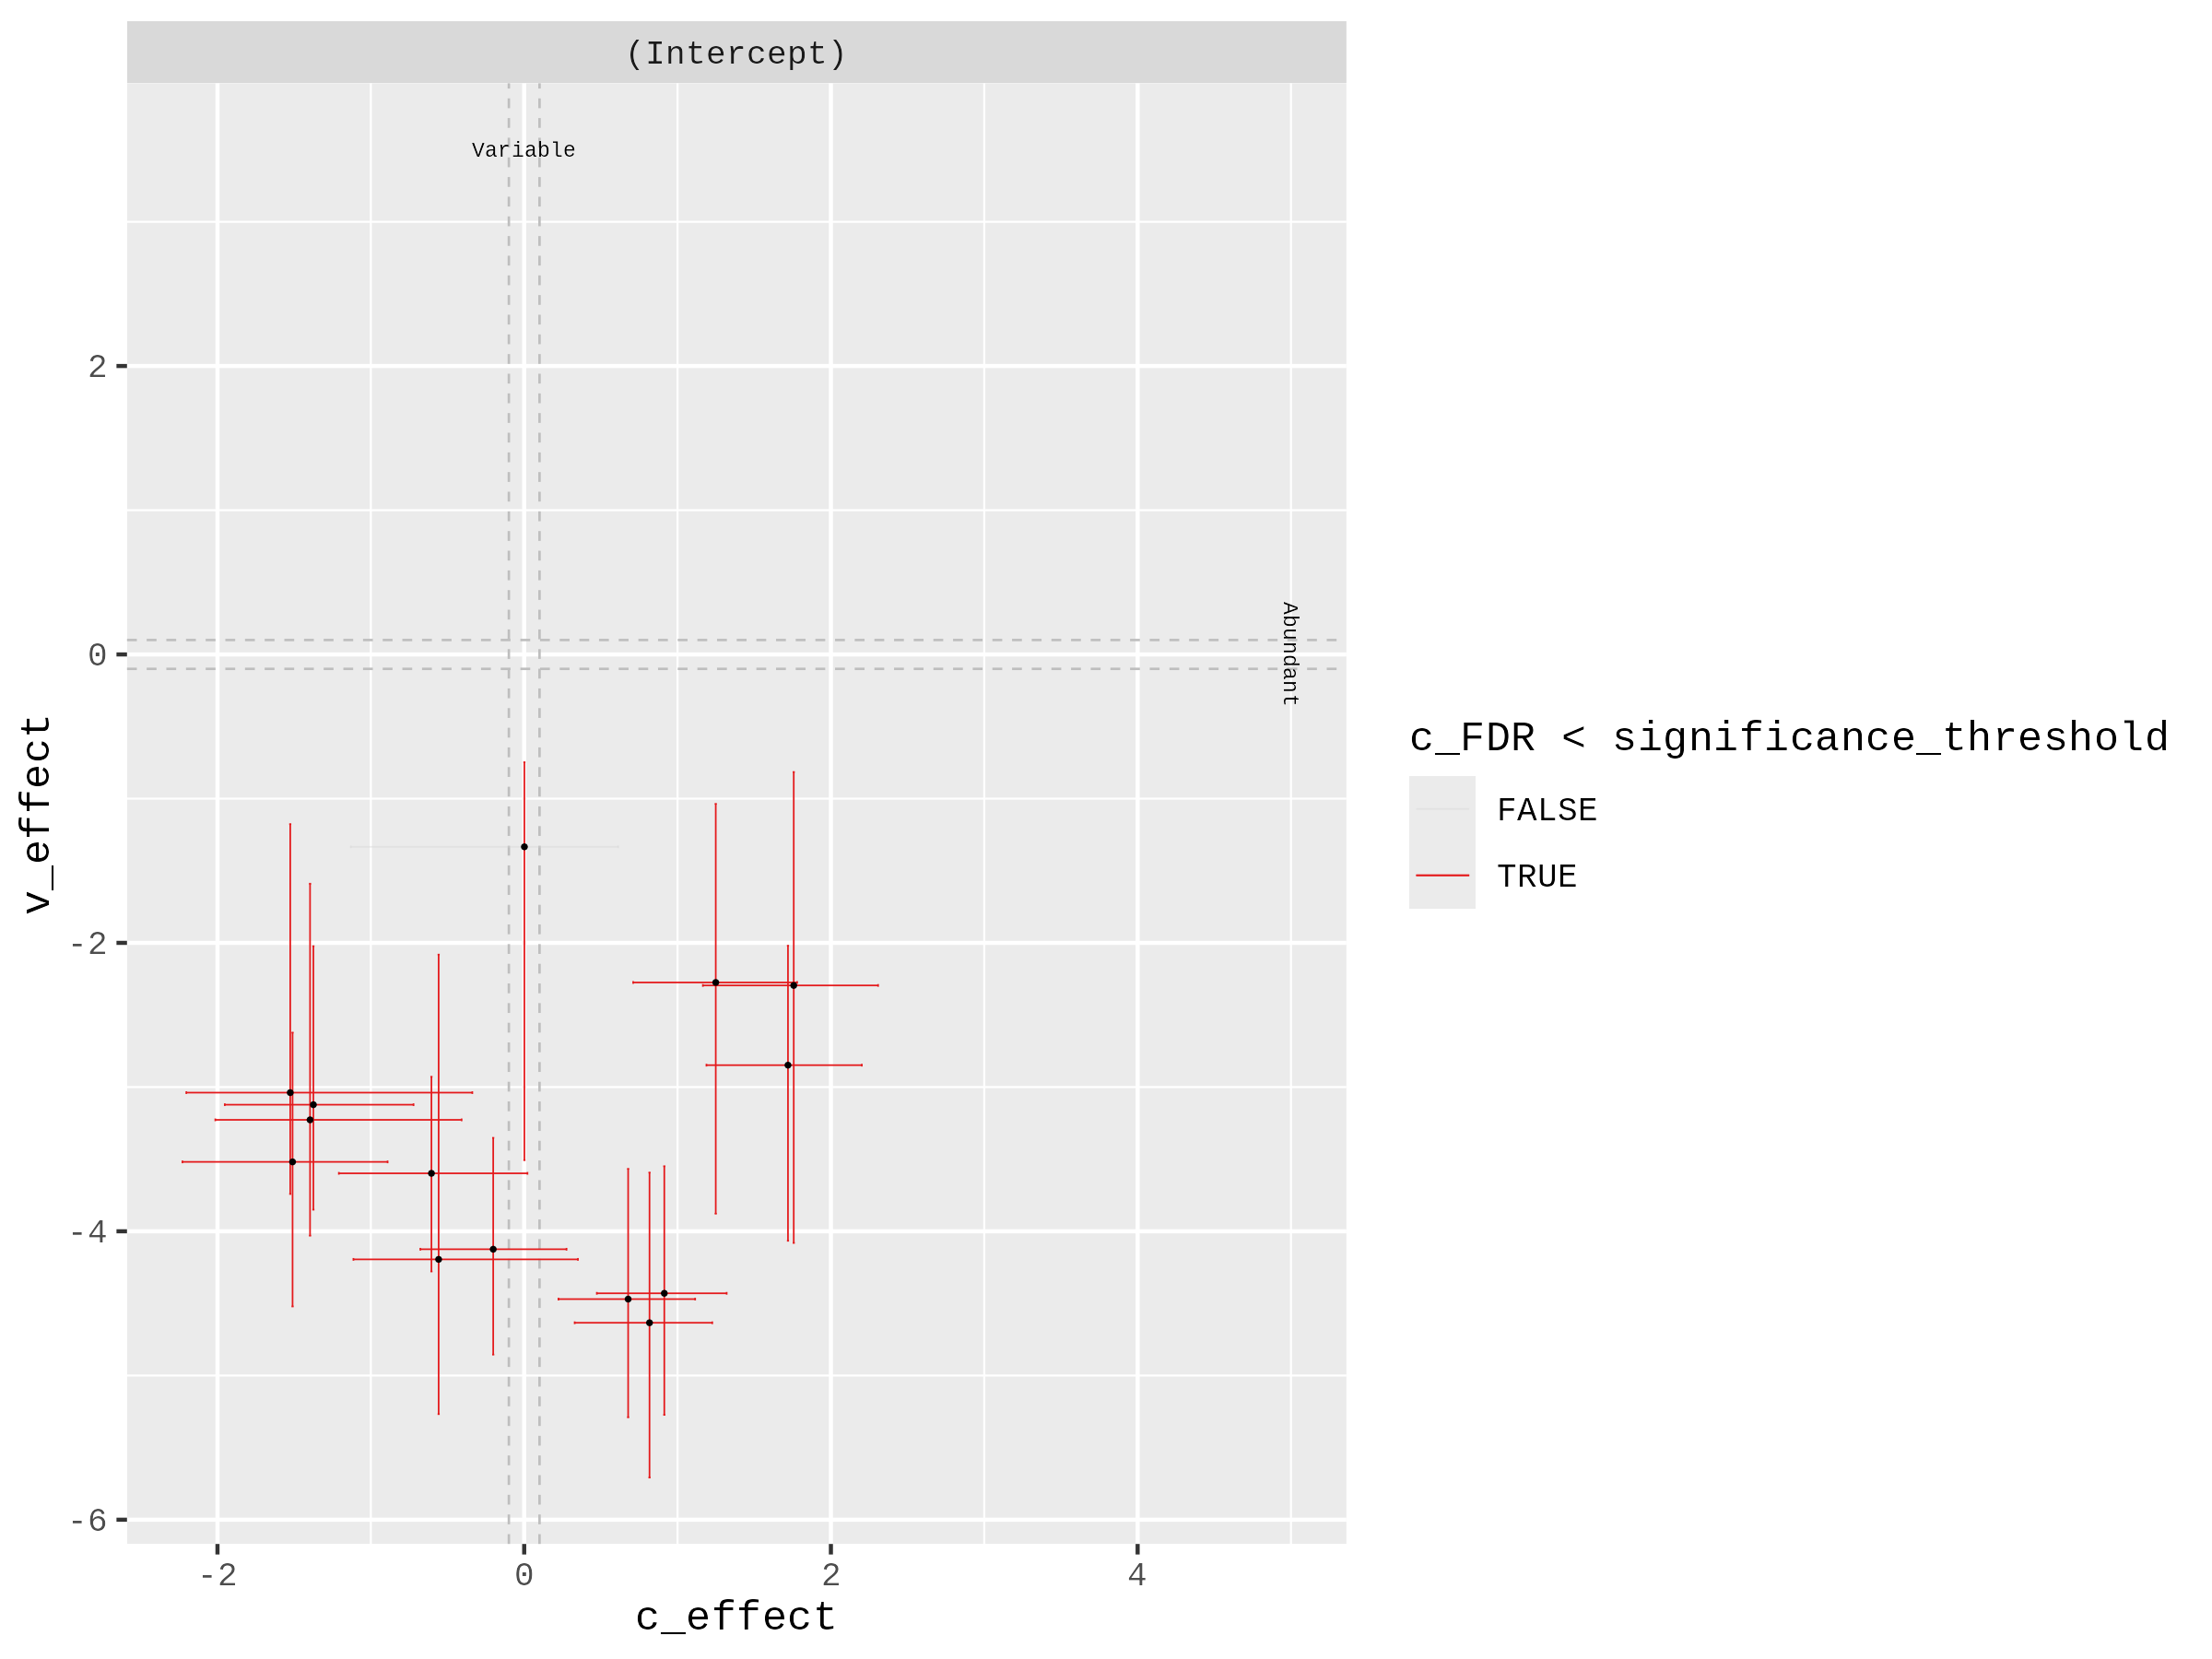 (Intercept)
Variable
2
Abundant
0
-2
-4
-6
v_effect
-2 0 2 4
c_effect
c_FDR < significance_threshold
FALSE
TRUE